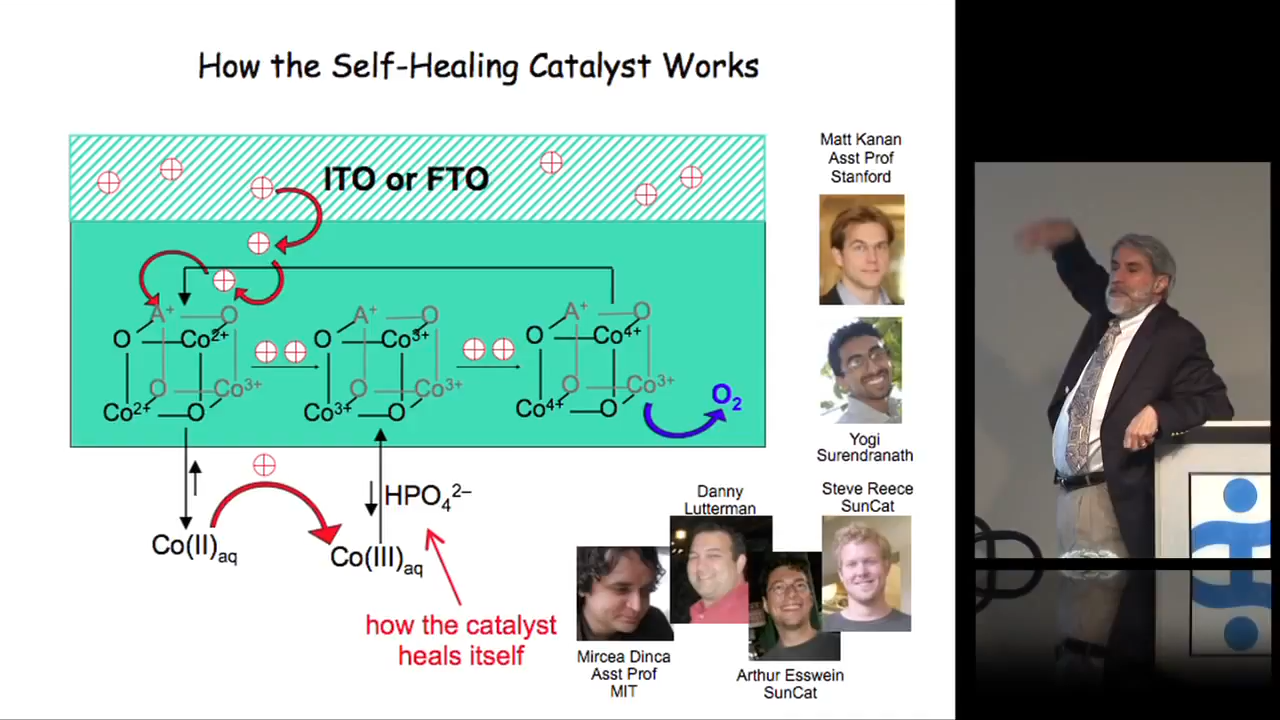 How the Self-Healing Catalyst Works
ITO or FTO
A⁺ O
O Co²⁺
O Co³⁺
Co²⁺ O
A⁺ O
O Co³⁺
O Co³⁺
Co³⁺ O
A⁺ O
O Co⁴⁺
O Co³⁺
Co⁴⁺ O
O₂
HPO₄²⁻
Co(II)aq
Co(III)aq
how the catalyst
heals itself
Matt Kanan
Asst Prof
Stanford
Yogi
Surendranath
Danny
Lutterman
Steve Reece
SunCat
Mircea Dinca
Asst Prof
MIT
Arthur Esswein
SunCat